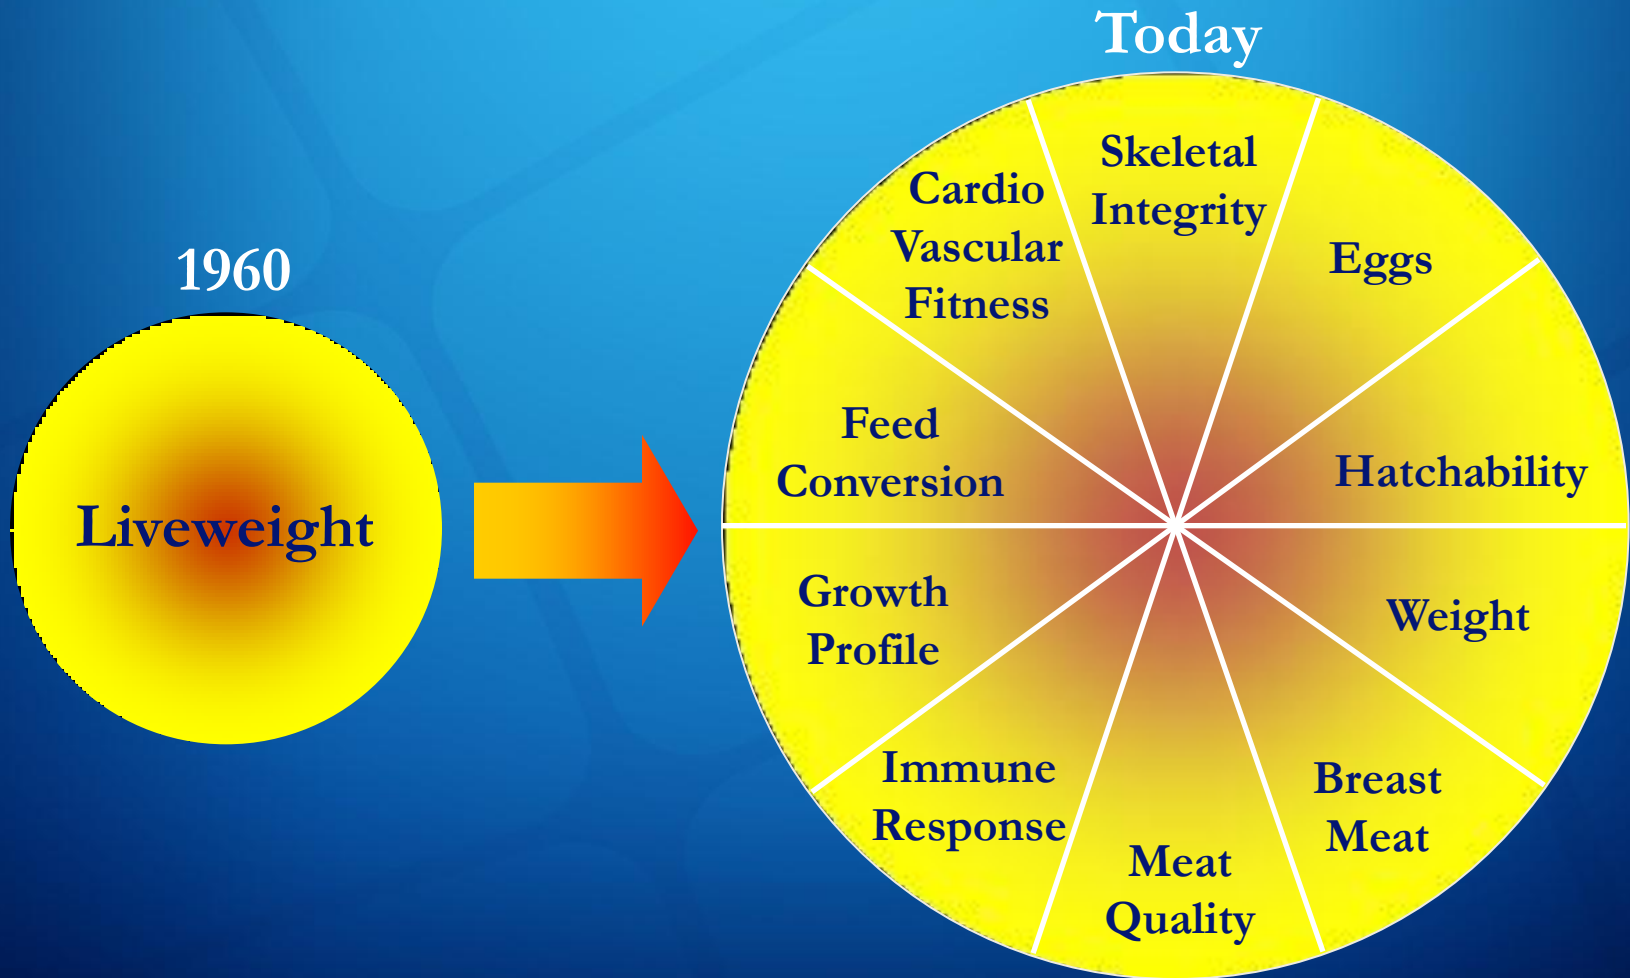 1960
Liveweight
Today
Skeletal
Integrity
Eggs
Hatchability
Weight
Breast
Meat
Meat
Quality
Immune
Response
Growth
Profile
Feed
Conversion
Cardio
Vascular
Fitness